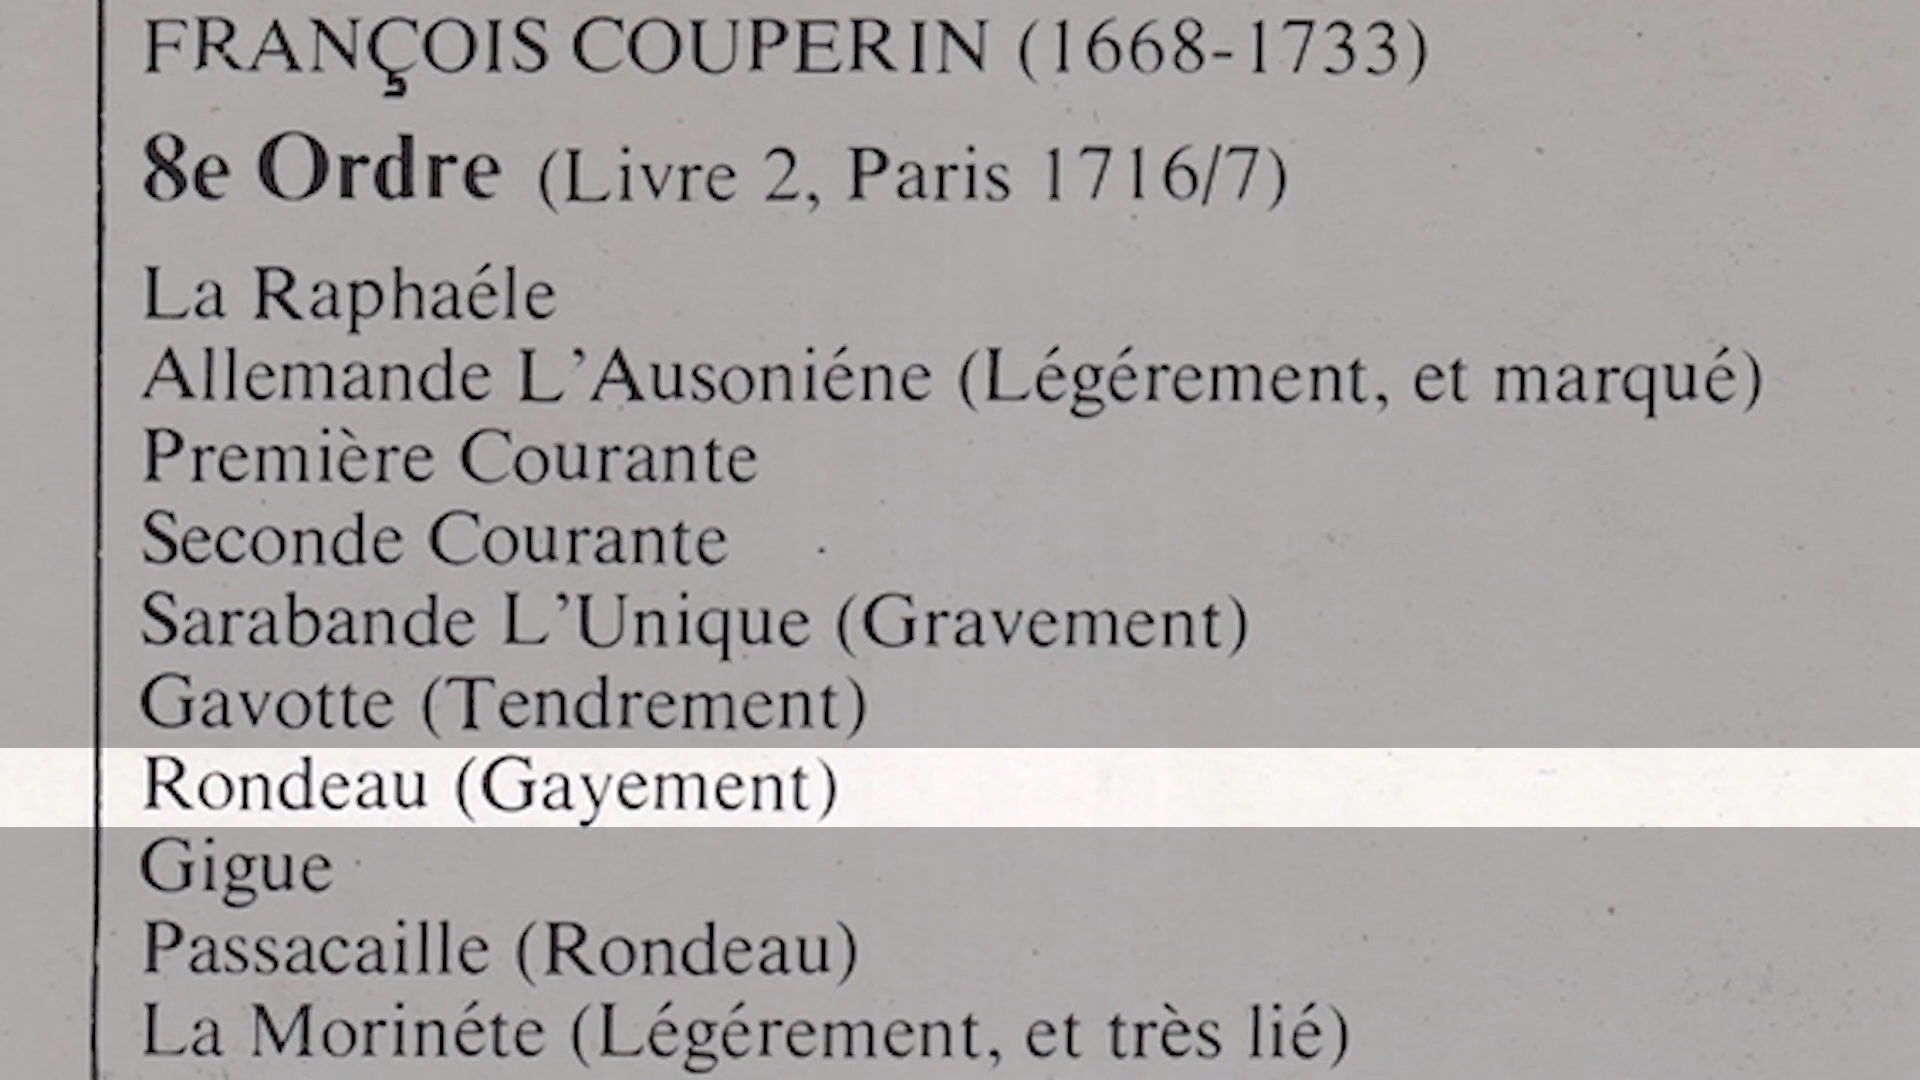 FRANÇOIS COUPERIN (1668-1733)
8e Ordre (Livre 2, Paris 1716/7)
La Raphaéle
Allemande L’Ausoniéne (Légérement, et marqué)
Première Courante
Seconde Courante
Sarabande L’Unique (Gravement)
Gavotte (Tendrement)
Rondeau (Gayement)
Gigue
Passacaille (Rondeau)
La Morinéte (Légérement, et très lié)